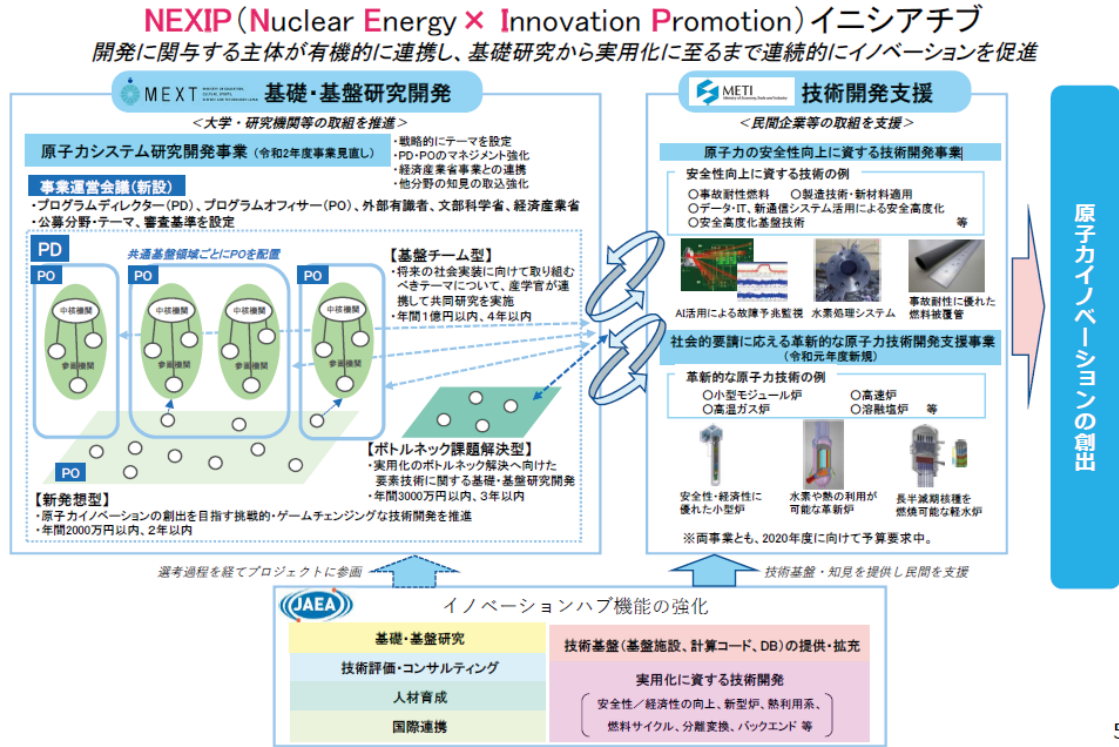 NEXIP(Nuclear Energy × Innovation Promotion)イニシアチブ
開発に関与する主体が有機的に連携し、基礎研究から実用化に至るまで連続的にイノベーションを促進
MEXT 基礎・基盤研究開発
<大学・研究機関等の取組を推進>
原子力システム研究開発事業 (令和2年度事業見直し)
・戦略的にテーマを設定
・PD・POのマネジメント強化
・経済産業省事業との連携
・他分野の知見の取込強化
事業運営会議(新設)
・プログラムディレクター(PD)、プログラムオフィサー(PO)、外部有識者、文部科学省、経済産業省
・公募分野・テーマ、審査基準を設定
PD
共通基盤領域ごとにPOを配置
PO
PO
PO
中核機関
中核機関
中核機関
中核機関
参画機関
参画機関
参画機関
参画機関
PO
【基盤チーム型】
・将来の社会実装に向けて取り組む
べきテーマについて、産学官が連
携して共同研究を実施
・年間1億円以内、4年以内
【ボトルネック課題解決型】
・実用化のボトルネック解決へ向けた
要素技術に関する基礎・基盤研究開発
・年間3000万円以内、3年以内
【新発想型】
・原子力イノベーションの創出を目指す挑戦的・ゲームチェンジングな技術開発を推進
・年間2000万円以内、2年以内
METI 技術開発支援
Ministry of Economy, Trade and Industry
<民間企業等の取組を支援>
原子力の安全性向上に資する技術開発事業
安全性向上に資する技術の例
○事故耐性燃料 ○製造技術・新材料適用
○データ・IT、新通信システム活用による安全高度化
○安全高度化基盤技術 等
AI活用による故障予兆監視
水素処理システム
事故耐性に優れた
燃料被覆管
社会的要請に応える革新的な原子力技術開発支援事業
(令和元年度新規)
革新的な原子力技術の例
○小型モジュール炉 ○高速炉
○高温ガス炉 ○溶融塩炉 等
安全性・経済性に
優れた小型炉
水素や熱の利用が
可能な革新炉
長半減期核種を
燃焼可能な軽水炉
※両事業とも、2020年度に向けて予算要求中。
原子力イノベーションの創出
選考過程を経てプロジェクトに参画
技術基盤・知見を提供し民間を支援
JAEA
イノベーションハブ機能の強化
基礎・基盤研究
技術評価・コンサルティング
人材育成
国際連携
技術基盤(基盤施設、計算コード、DB)の提供・拡充
実用化に資する技術開発
安全性/経済性の向上、新型炉、熱利用系、
燃料サイクル、分離変換、バックエンド 等